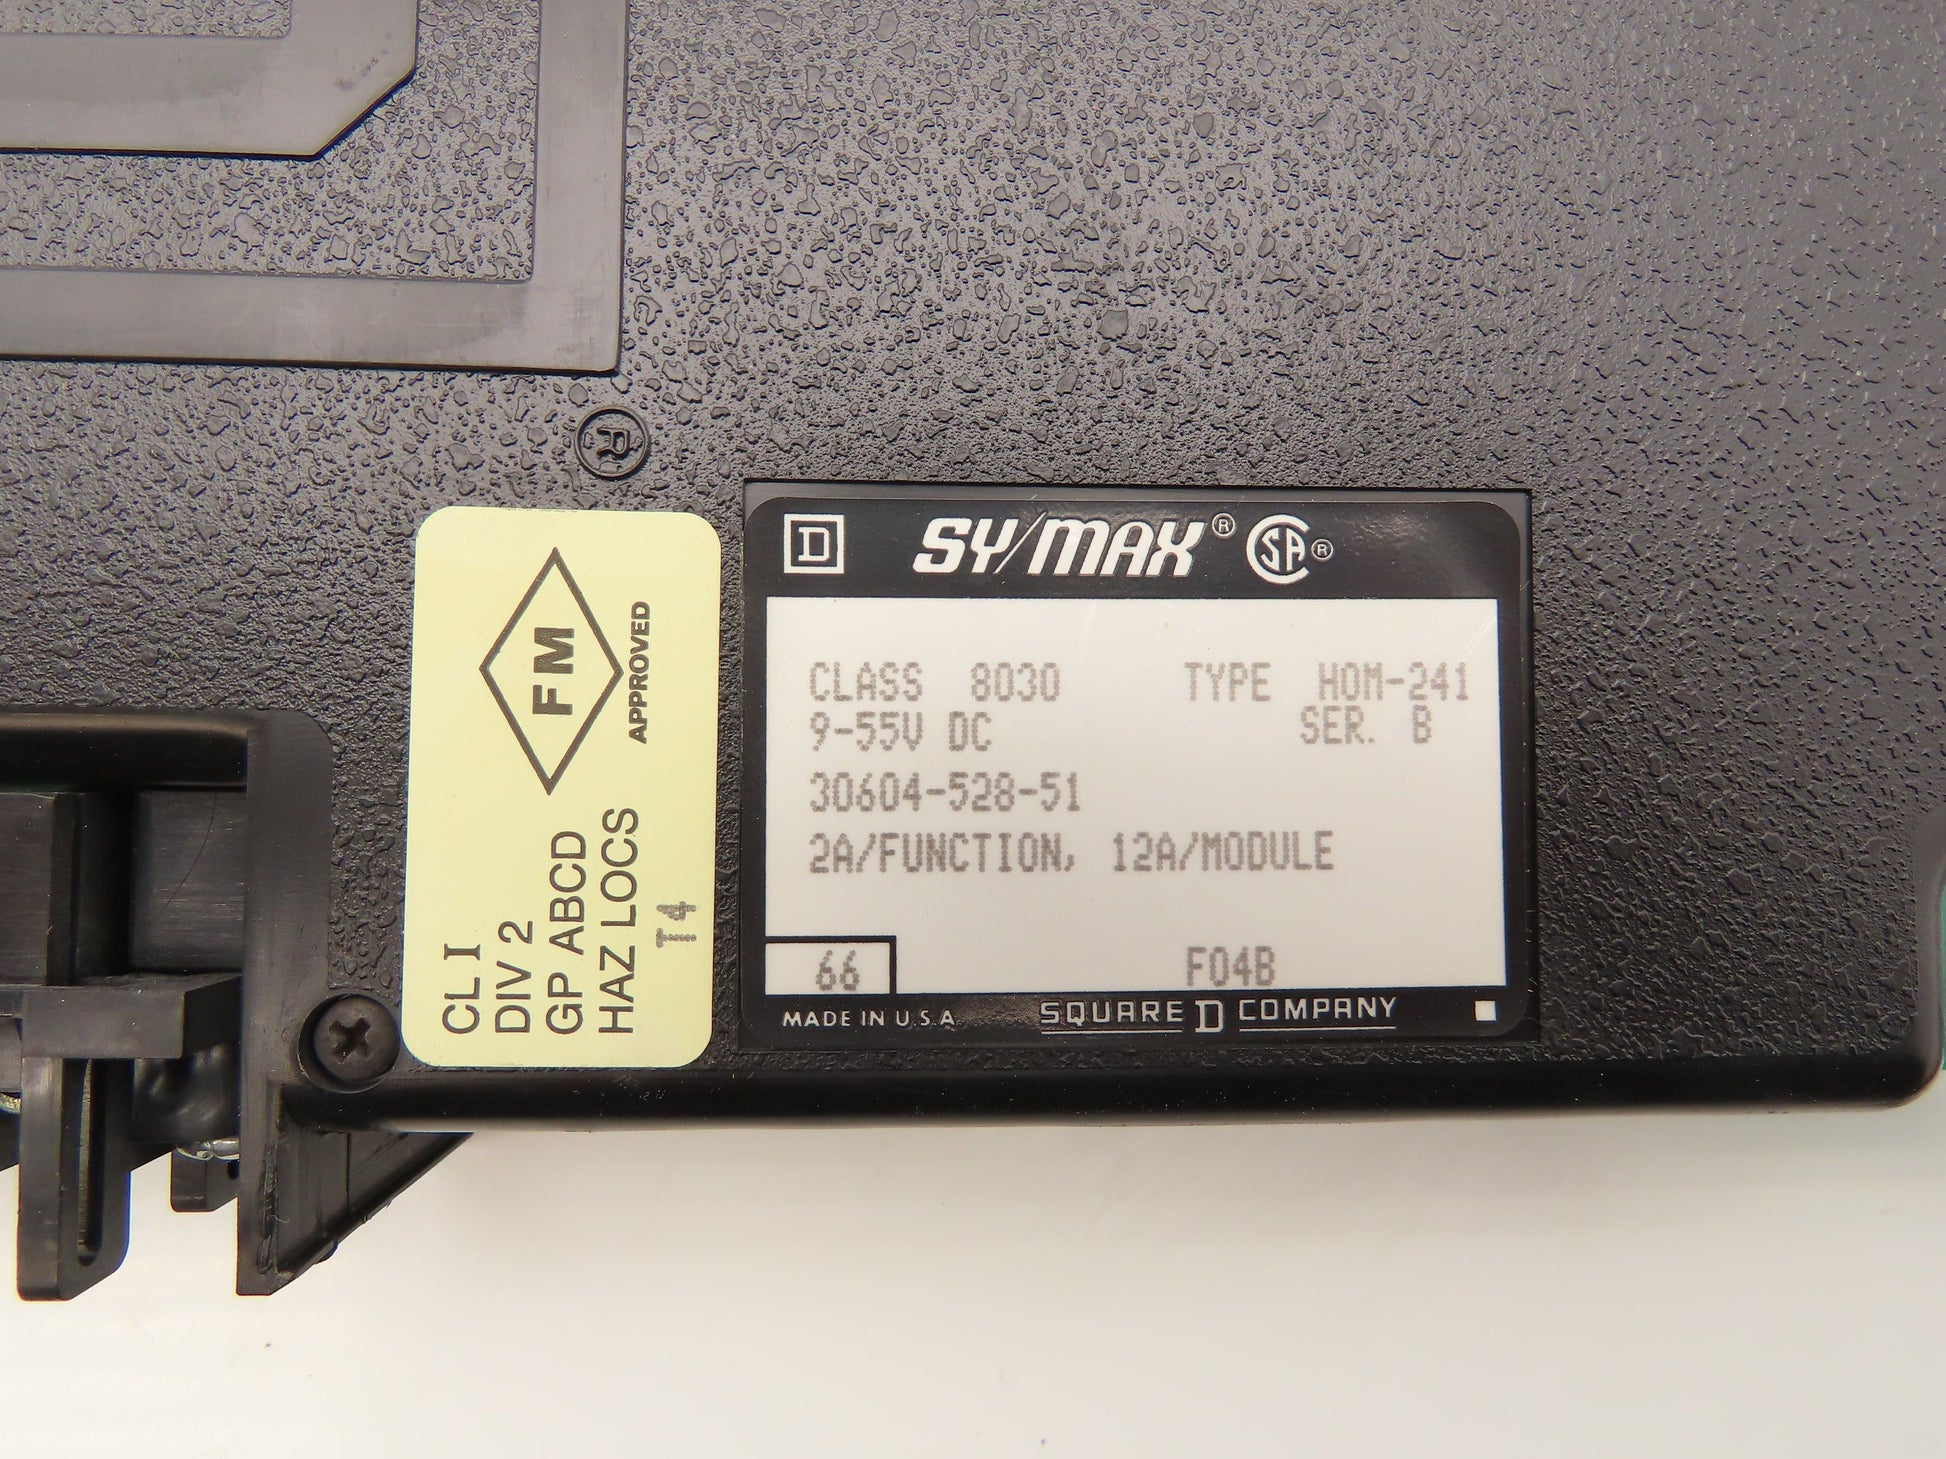 ®
FM
APPROVED
CL I
DIV 2
GP ABCD
HAZ LOCS
T4
D SY/MAX® SA®
CLASS 8030 TYPE HOM-241
9-55V DC SER. B
30604-528-51
2A/FUNCTION, 12A/MODULE
66 F04B
MADE IN U.S.A. SQUARE D COMPANY